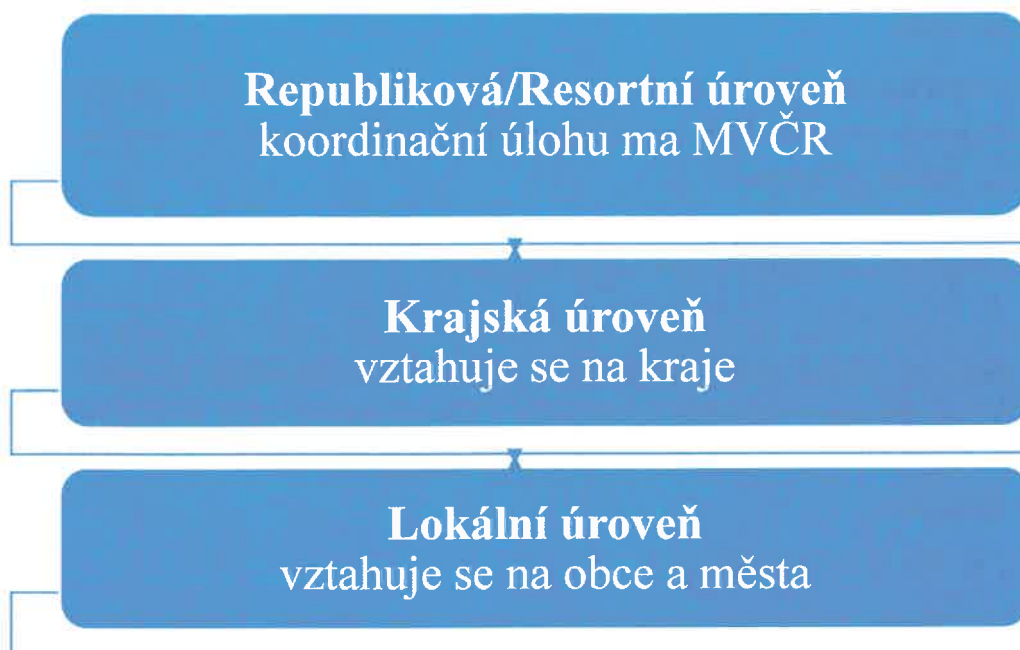 Republiková/Resortní úroveň
koordinační úlohu ma MVČR
Krajská úroveň
vztahuje se na kraje
Lokální úroveň
vztahuje se na obce a města